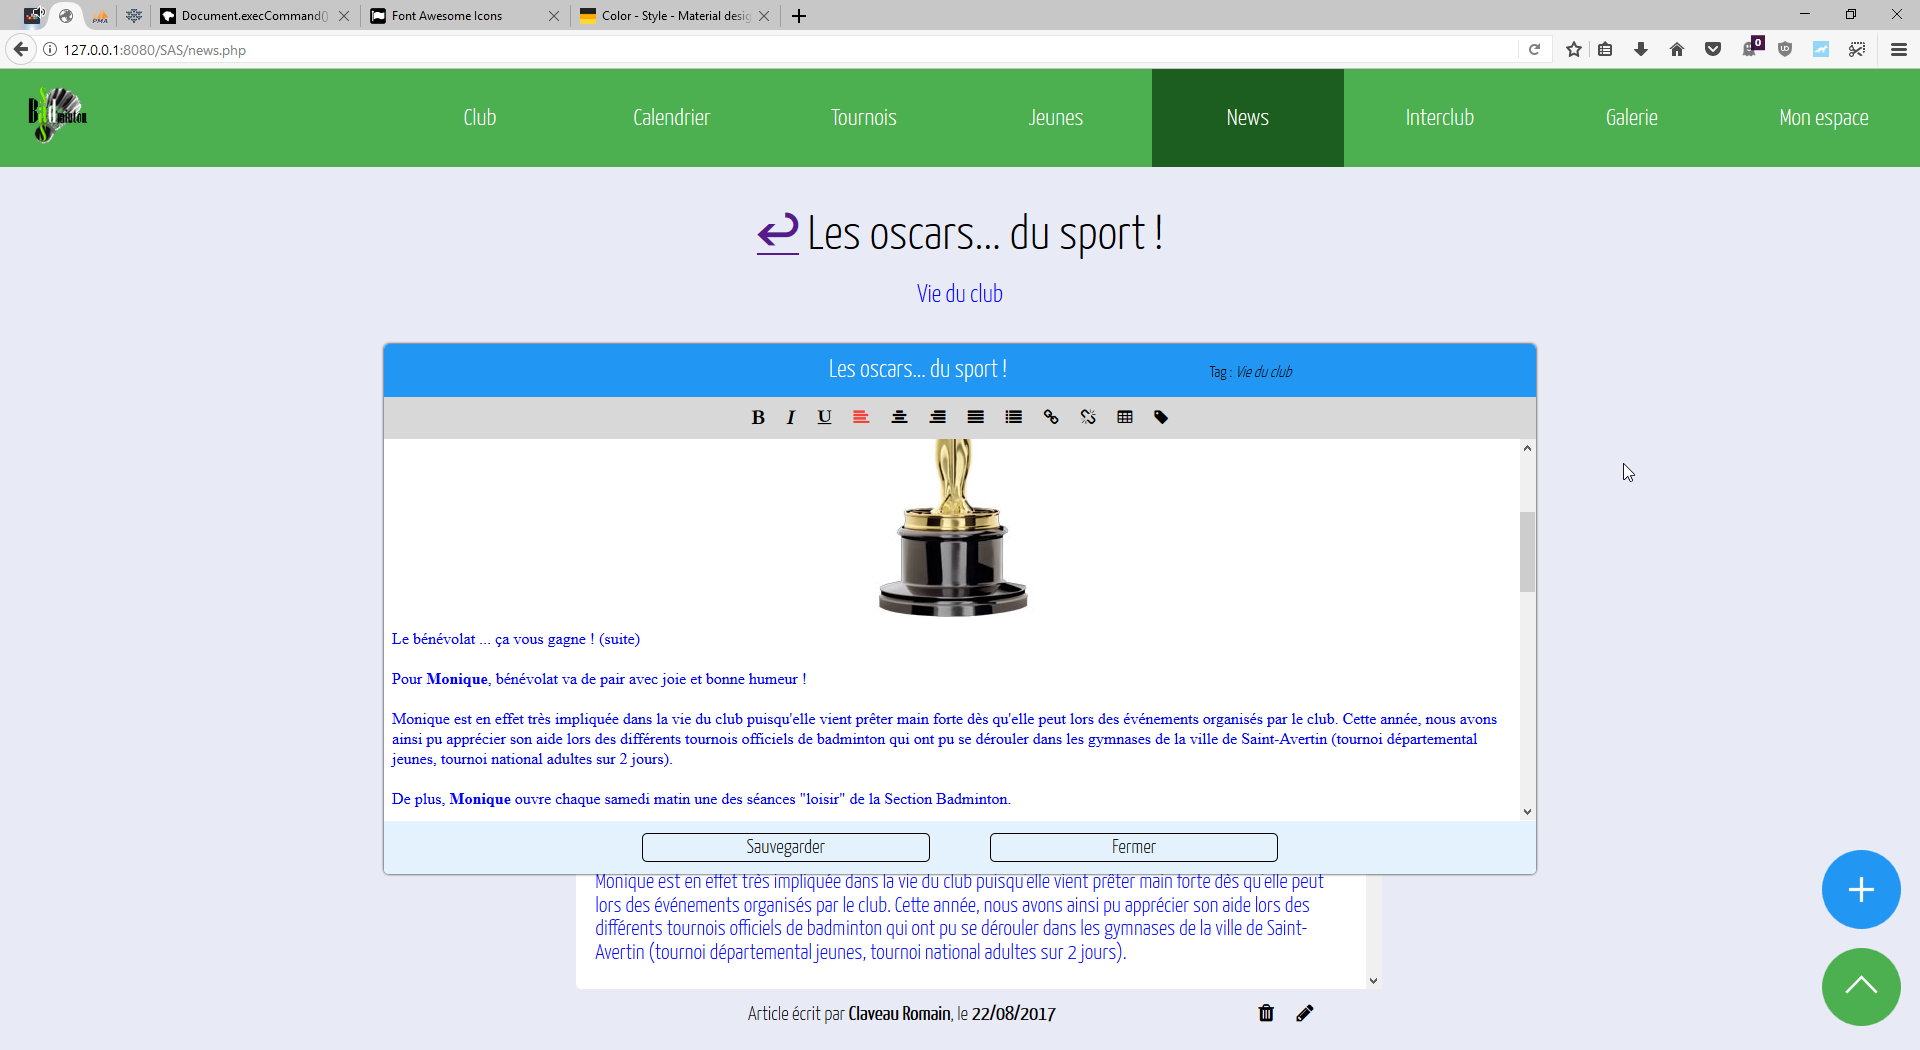 Document.execCommand()
Font Awesome Icons
Color - Style - Material desig
127.0.0.1:8080/SAS/news.php
0
Badminton
Club
Calendrier
Tournois
Jeunes
News
Interclub
Galerie
Mon espace
Les oscars... du sport !
Vie du club
Les oscars... du sport !
Tag : Vie du club
B I U
Le bénévolat ... ça vous gagne ! (suite)
Pour Monique, bénévolat va de pair avec joie et bonne humeur !
Monique est en effet très impliquée dans la vie du club puisqu'elle vient prêter main forte dès qu'elle peut lors des événements organisés par le club. Cette année, nous avons
ainsi pu apprécier son aide lors des différents tournois officiels de badminton qui ont pu se dérouler dans les gymnases de la ville de Saint-Avertin (tournoi départemental
jeunes, tournoi national adultes sur 2 jours).
De plus, Monique ouvre chaque samedi matin une des séances "loisir" de la Section Badminton.
Sauvegarder
Fermer
Monique est en effet très impliquée dans la vie du club puisqu'elle vient prêter main forte dès qu'elle peut
lors des événements organisés par le club. Cette année, nous avons ainsi pu apprécier son aide lors des
différents tournois officiels de badminton qui ont pu se dérouler dans les gymnases de la ville de Saint-
Avertin (tournoi départemental jeunes, tournoi national adultes sur 2 jours).
Article écrit par Claveau Romain, le 22/08/2017